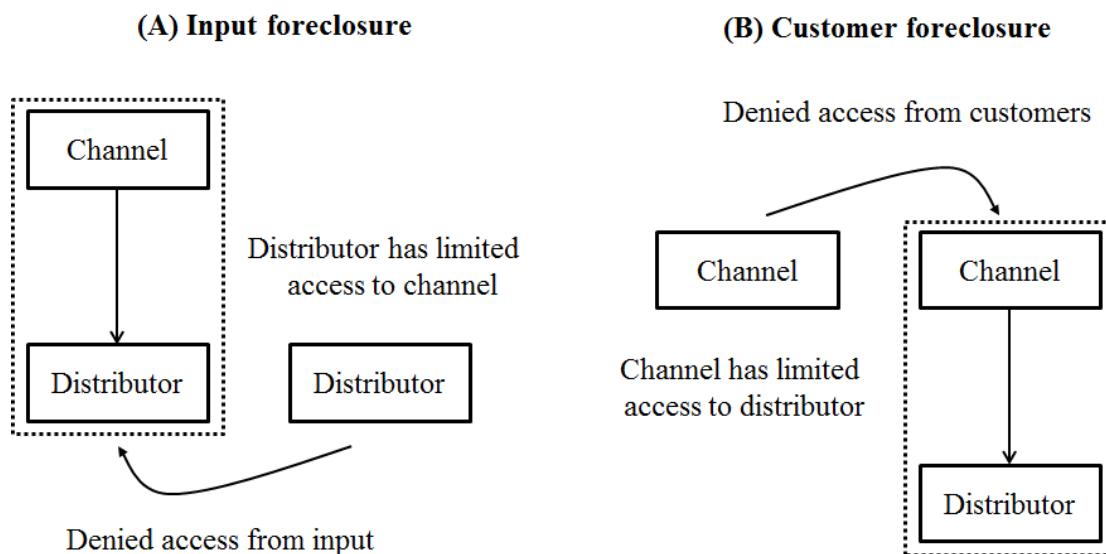 (A) Input foreclosure
Channel
Distributor has limited
access to channel
Distributor
Distributor
Denied access from input
(B) Customer foreclosure
Denied access from customers
Channel
Channel
Channel has limited
access to distributor
Distributor